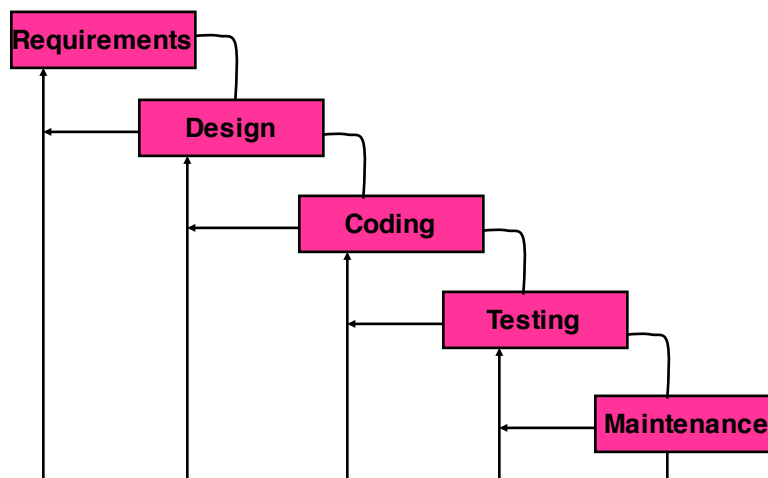 Requirements
Design
Coding
Testing
Maintenance